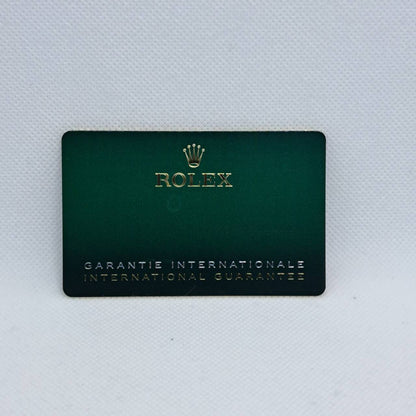 ROLEX
GARANTIE INTERNATIONALE
INTERNATIONAL GUARANTEE